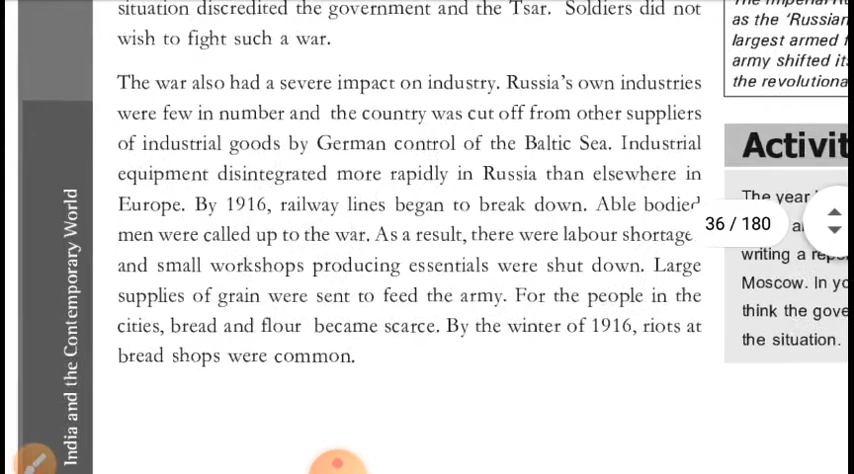 situation discredited the government and the Tsar. Soldiers did not
wish to fight such a war.
The war also had a severe impact on industry. Russia's own industries
were few in number and the country was cut off from other suppliers
of industrial goods by German control of the Baltic Sea. Industrial
equipment disintegrated more rapidly in Russia than elsewhere in
Europe. By 1916, railway lines began to break down. Able bodied
men were called up to the war. As a result, there were labour shortage
and small workshops producing essentials were shut down. Large
supplies of grain were sent to feed the army. For the people in the
cities, bread and flour became scarce. By the winter of 1916, riots at
bread shops were common.
India and the Contemporary World
as the 'Russian
largest armed
army shifted it
the revolutiona
Activit
The year
36 / 180
writing a
Moscow. In yo
think the gove
the situation.